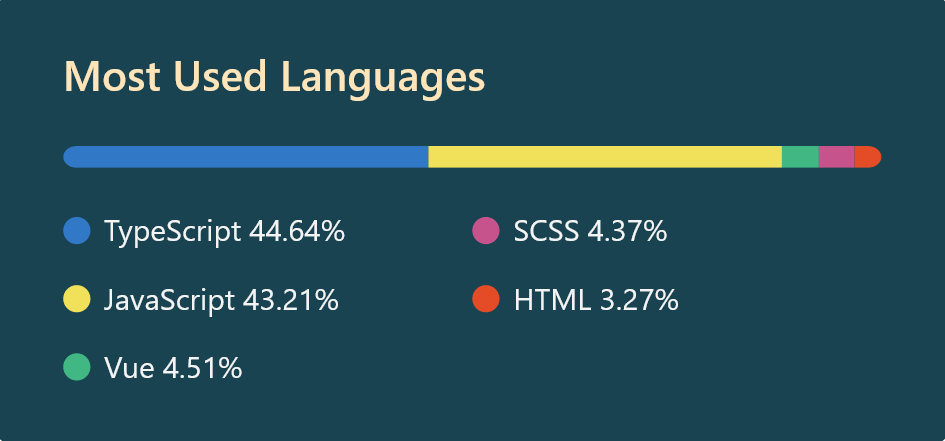 Most Used Languages
TypeScript 44.64%
JavaScript 43.21%
Vue 4.51%
SCSS 4.37%
HTML 3.27%